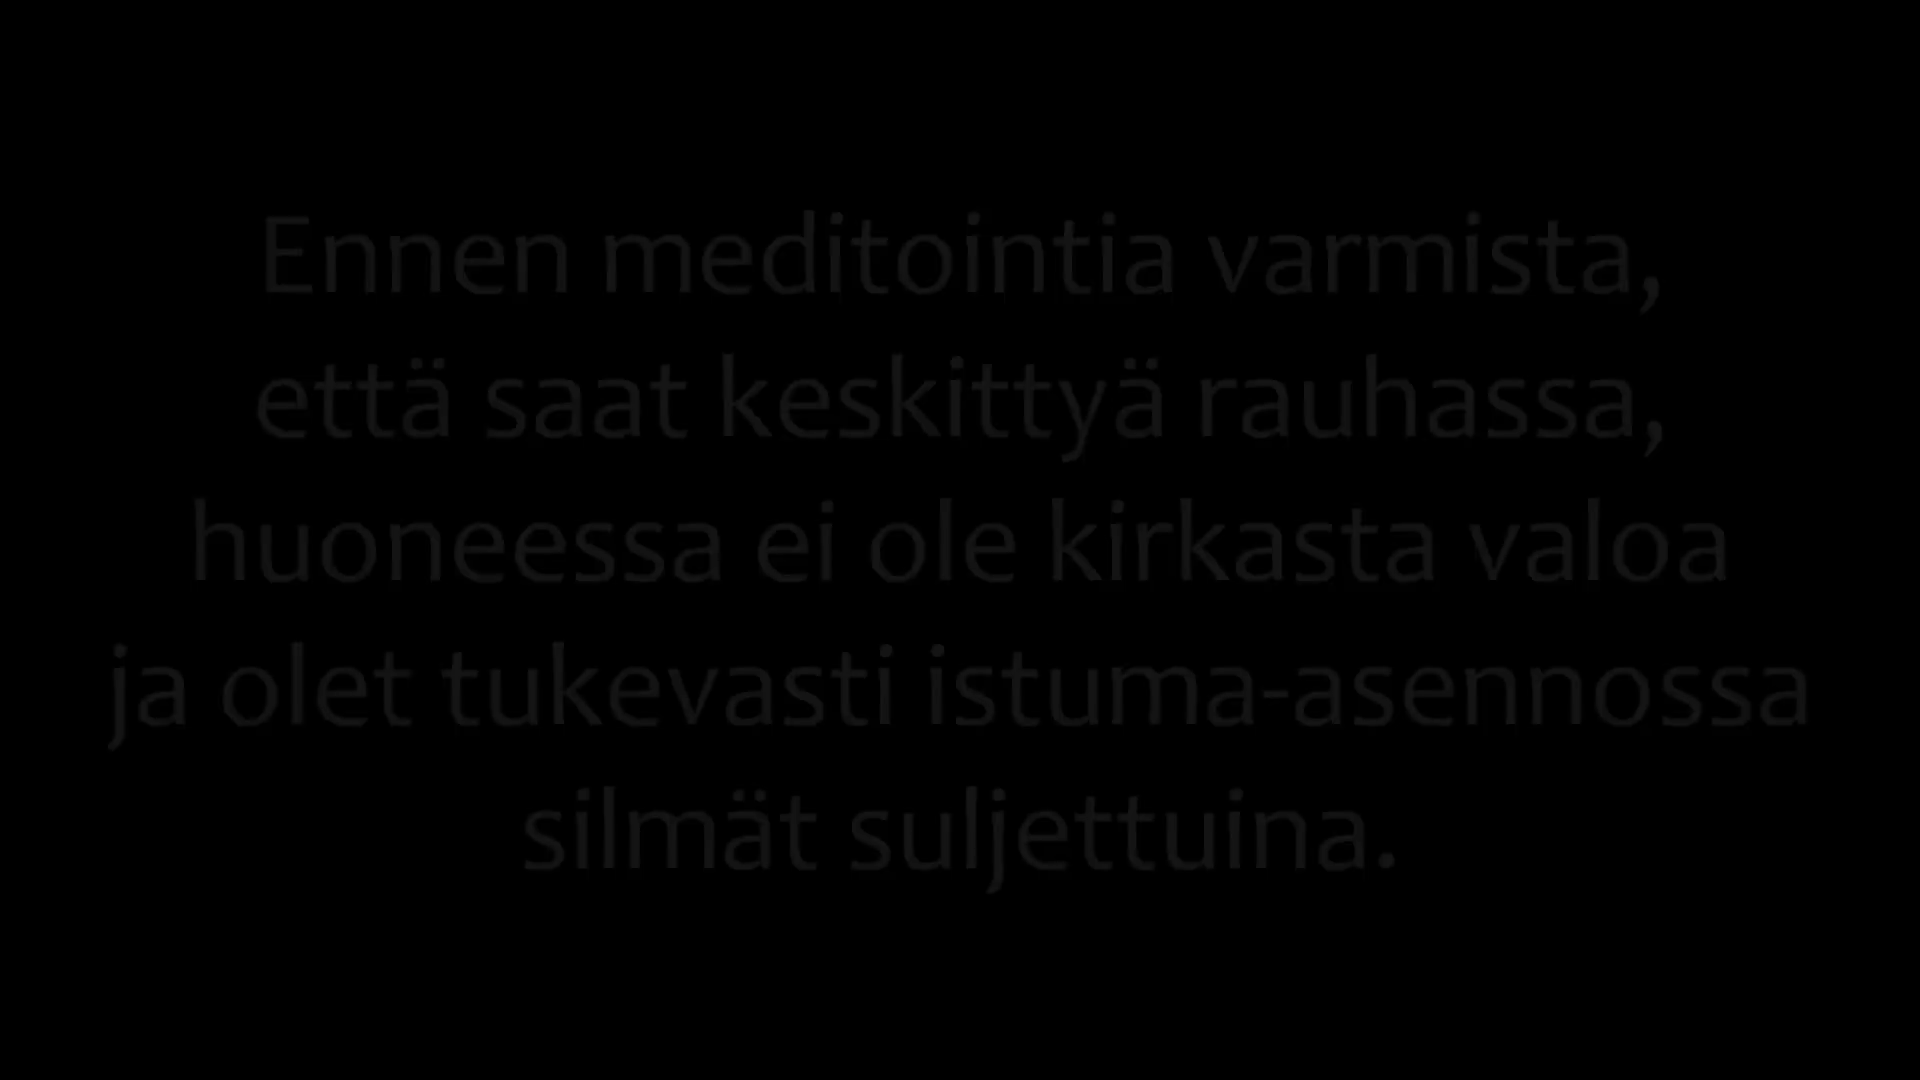 Ennen meditointia varmista,
että saat keskittyä rauhassa,
huoneessa ei ole kirkasta valoa
ja olet tukevasti istuma-asennossa
silmät suljettuina.